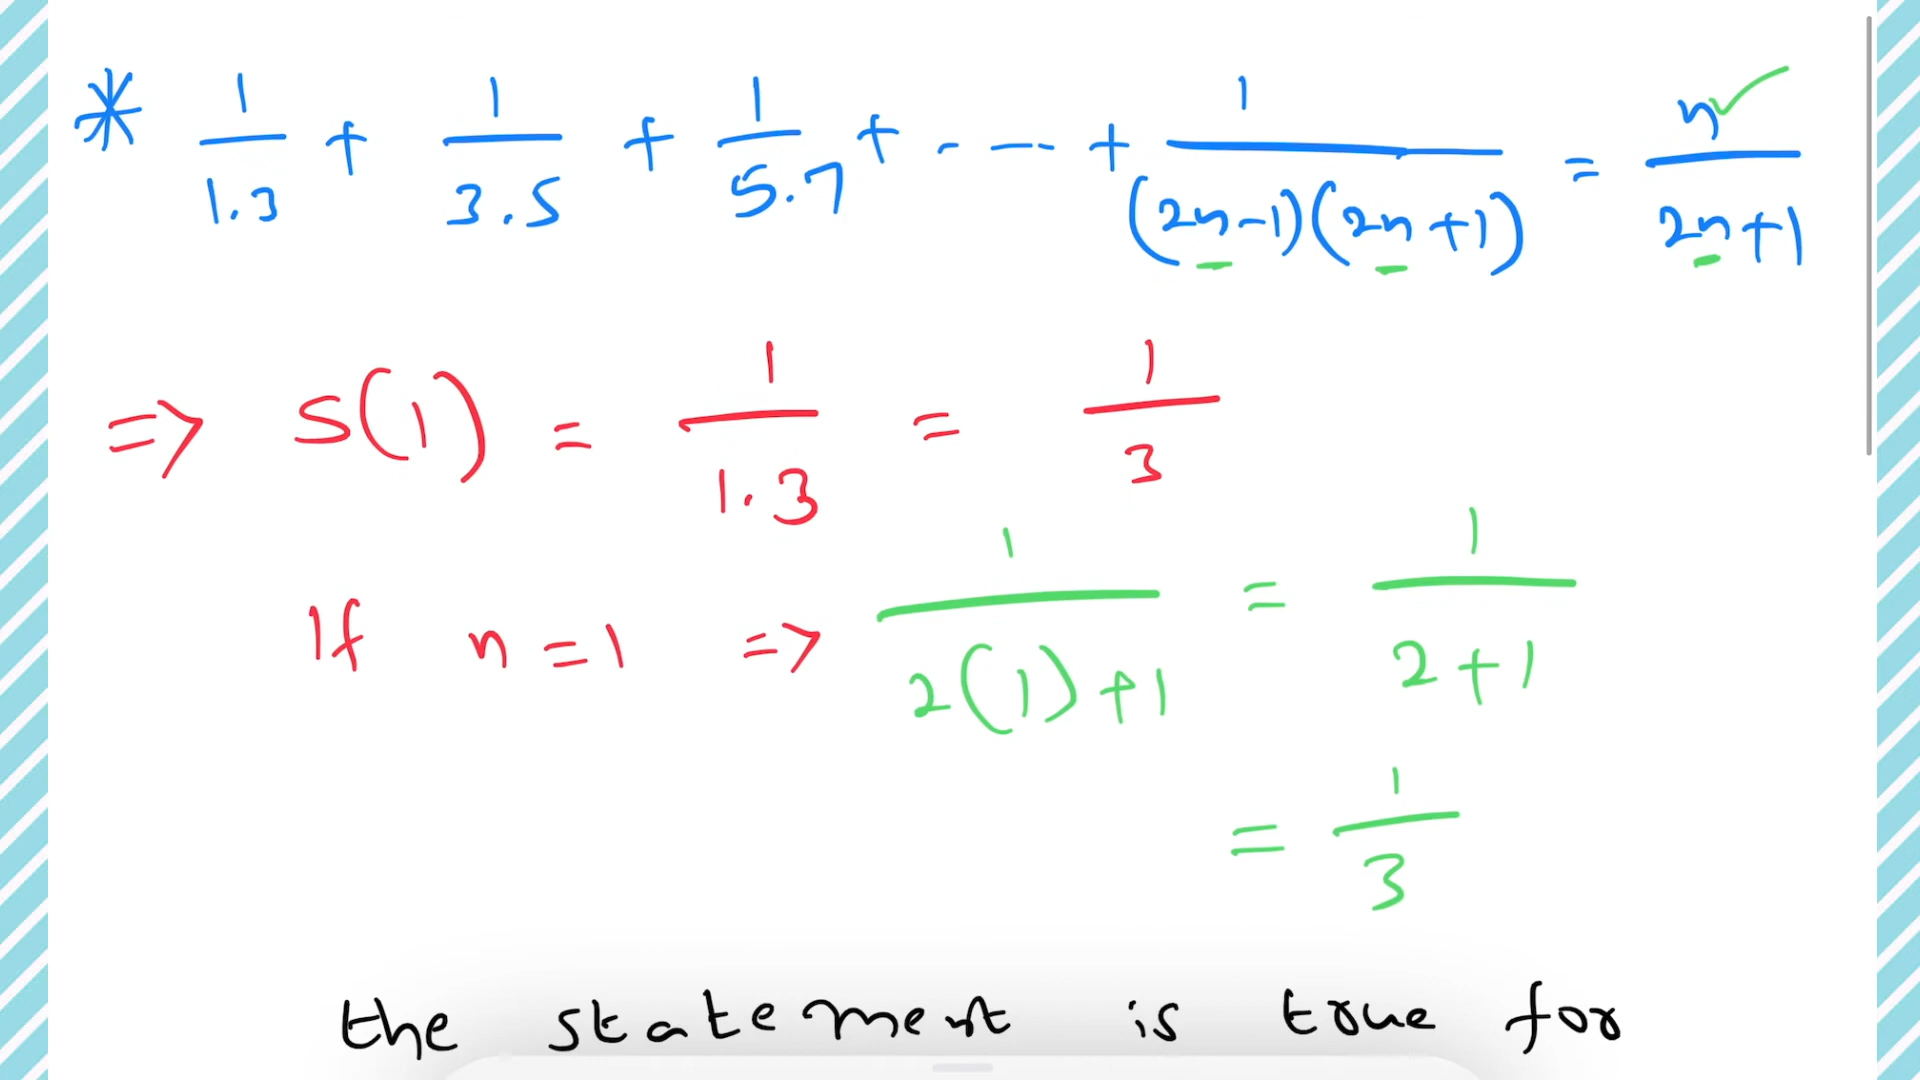 * 1/1.3 + 1/3.5 + 1/5.7 + - --- + 1/(2n-1)(2n+1) = n/2n+1
=> S(1) = 1/1.3 = 1/3
If n=1 => 1/2(1)+1 = 1/2+1
= 1/3
the statement is true for